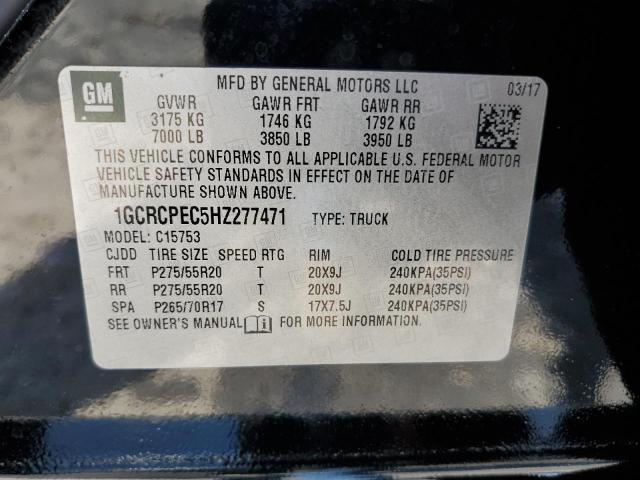 GM
MFD BY GENERAL MOTORS LLC 03/17
GVWR GAWR FRT GAWR RR
3175 KG 1746 KG 1792 KG
7000 LB 3850 LB 3950 LB
THIS VEHICLE CONFORMS TO ALL APPLICABLE U.S. FEDERAL MOTOR
VEHICLE SAFETY STANDARDS IN EFFECT ON THE DATE OF
MANUFACTURE SHOWN ABOVE.
1GCRCPEC5HZ277471 TYPE: TRUCK
MODEL: C15753
CJDD TIRE SIZE SPEED RTG RIM COLD TIRE PRESSURE
FRT P275/55R20 T 20X9J 240KPA(35PSI)
RR P275/55R20 T 20X9J 240KPA(35PSI)
SPA P265/70R17 S 17X7.5J 240KPA(35PSI)
SEE OWNER'S MANUAL FOR MORE INFORMATION.